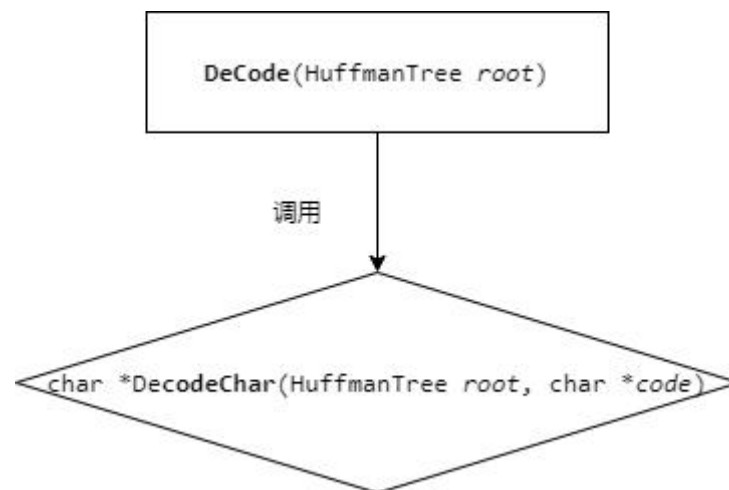 DeCode(HuffmanTree root)
调用
char *DecodeChar(HuffmanTree root, char *code)